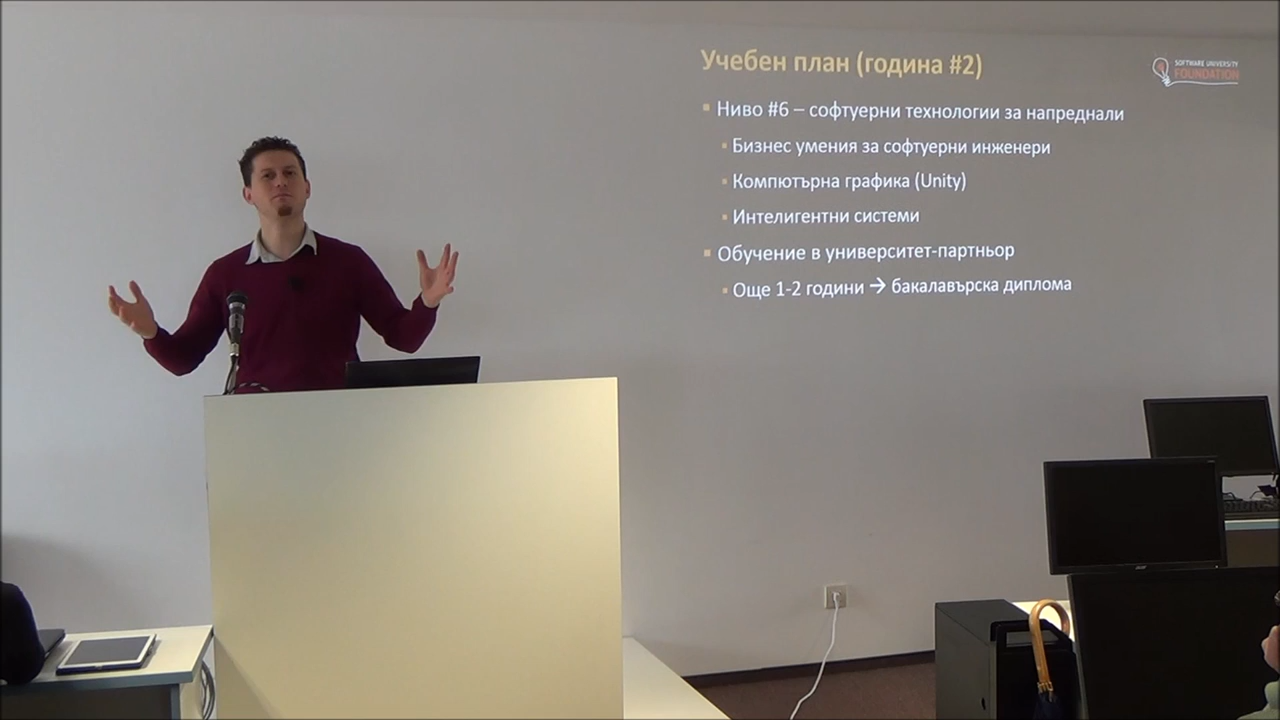 Учебен план (година #2)
SOFTWARE UNIVERSITY
FOUNDATION
Ниво #6 – софтуерни технологии за напреднали
Бизнес умения за софтуерни инженери
Компютърна графика (Unity)
Интелигентни системи
Обучение в университет-партньор
Още 1-2 години → бакалавърска диплома